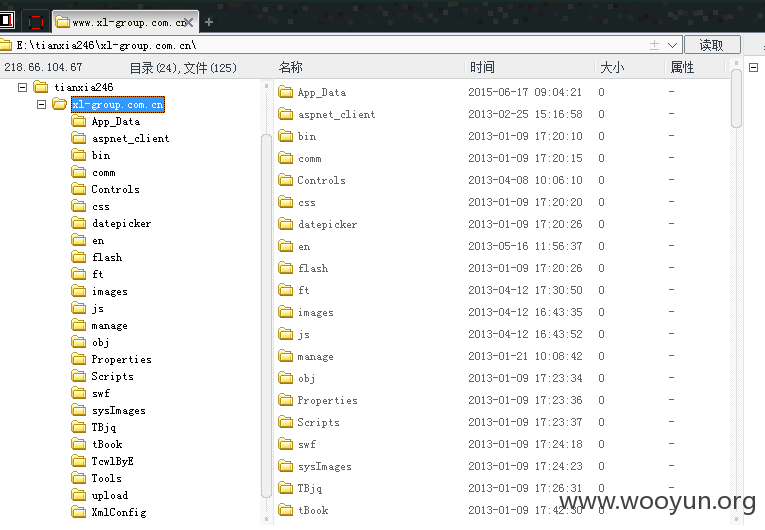 www.xl-group.com.cn
E:\tianxia246\xl-group.com.cn\ 读取
218.66.104.67 目录(24),文件(125) 名称 时间 大小 属性
tianxia246
xl-group.com.cn
App_Data
aspnet_client
bin
comm
Controls
css
datepicker
en
flash
ft
images
js
manage
obj
Properties
Scripts
swf
sysImages
TBjq
tBook
TcwlByE
Tools
upload
XmlConfig
App_Data 2015-06-17 09:04:21 0 -
aspnet_client 2013-02-25 15:16:58 0 -
bin 2013-01-09 17:20:10 0 -
comm 2013-01-09 17:20:15 0 -
Controls 2013-04-08 10:06:10 0 -
css 2013-01-09 17:20:20 0 -
datepicker 2013-01-09 17:20:26 0 -
en 2013-05-16 11:56:37 0 -
flash 2013-01-09 17:20:26 0 -
ft 2013-04-12 17:30:50 0 -
images 2013-04-12 16:43:35 0 -
js 2013-04-12 16:43:52 0 -
manage 2013-01-21 10:08:42 0 -
obj 2013-01-09 17:23:34 0 -
Properties 2013-01-09 17:23:36 0 -
Scripts 2013-01-09 17:23:37 0 -
swf 2013-01-09 17:24:18 0 -
sysImages 2013-01-09 17:24:23 0 -
TBjq 2013-01-09 17:26:31 0 -
tBook 2013-01-09 17:42:30 0 -
www.wooyun.org